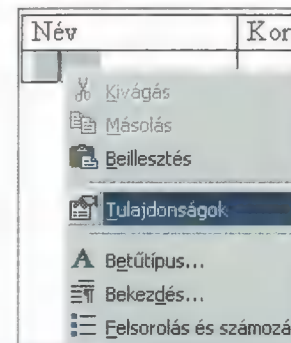 Név
Kor
Kivágás
Másolás
Beillesztés
Tulajdonságok
Betűtípus...
Bekezdés...
Felsorolás és számozá